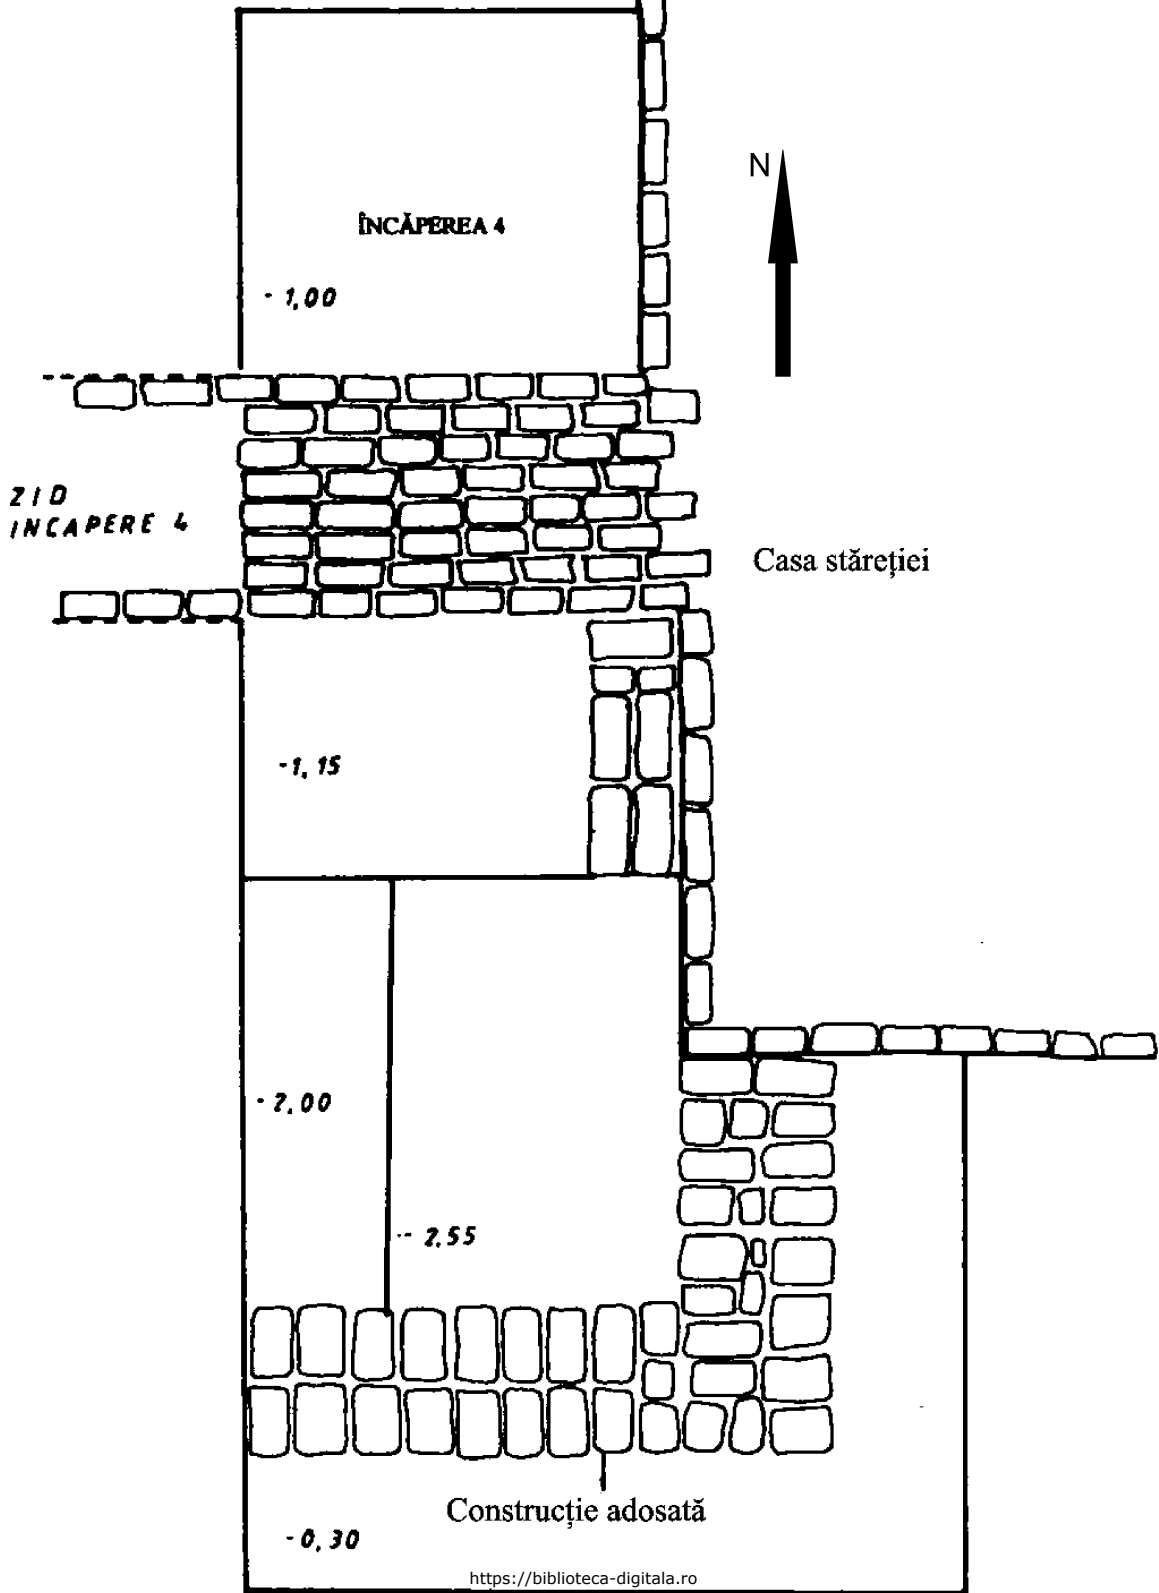 N
ÎNCĂPEREA 4
- 1,00
ZID
INCAPERE 4
Casa stăreției
-1,15
- 2,00
- 2,55
Construcție adosată
-0,30
https://biblioteca-digitala.ro